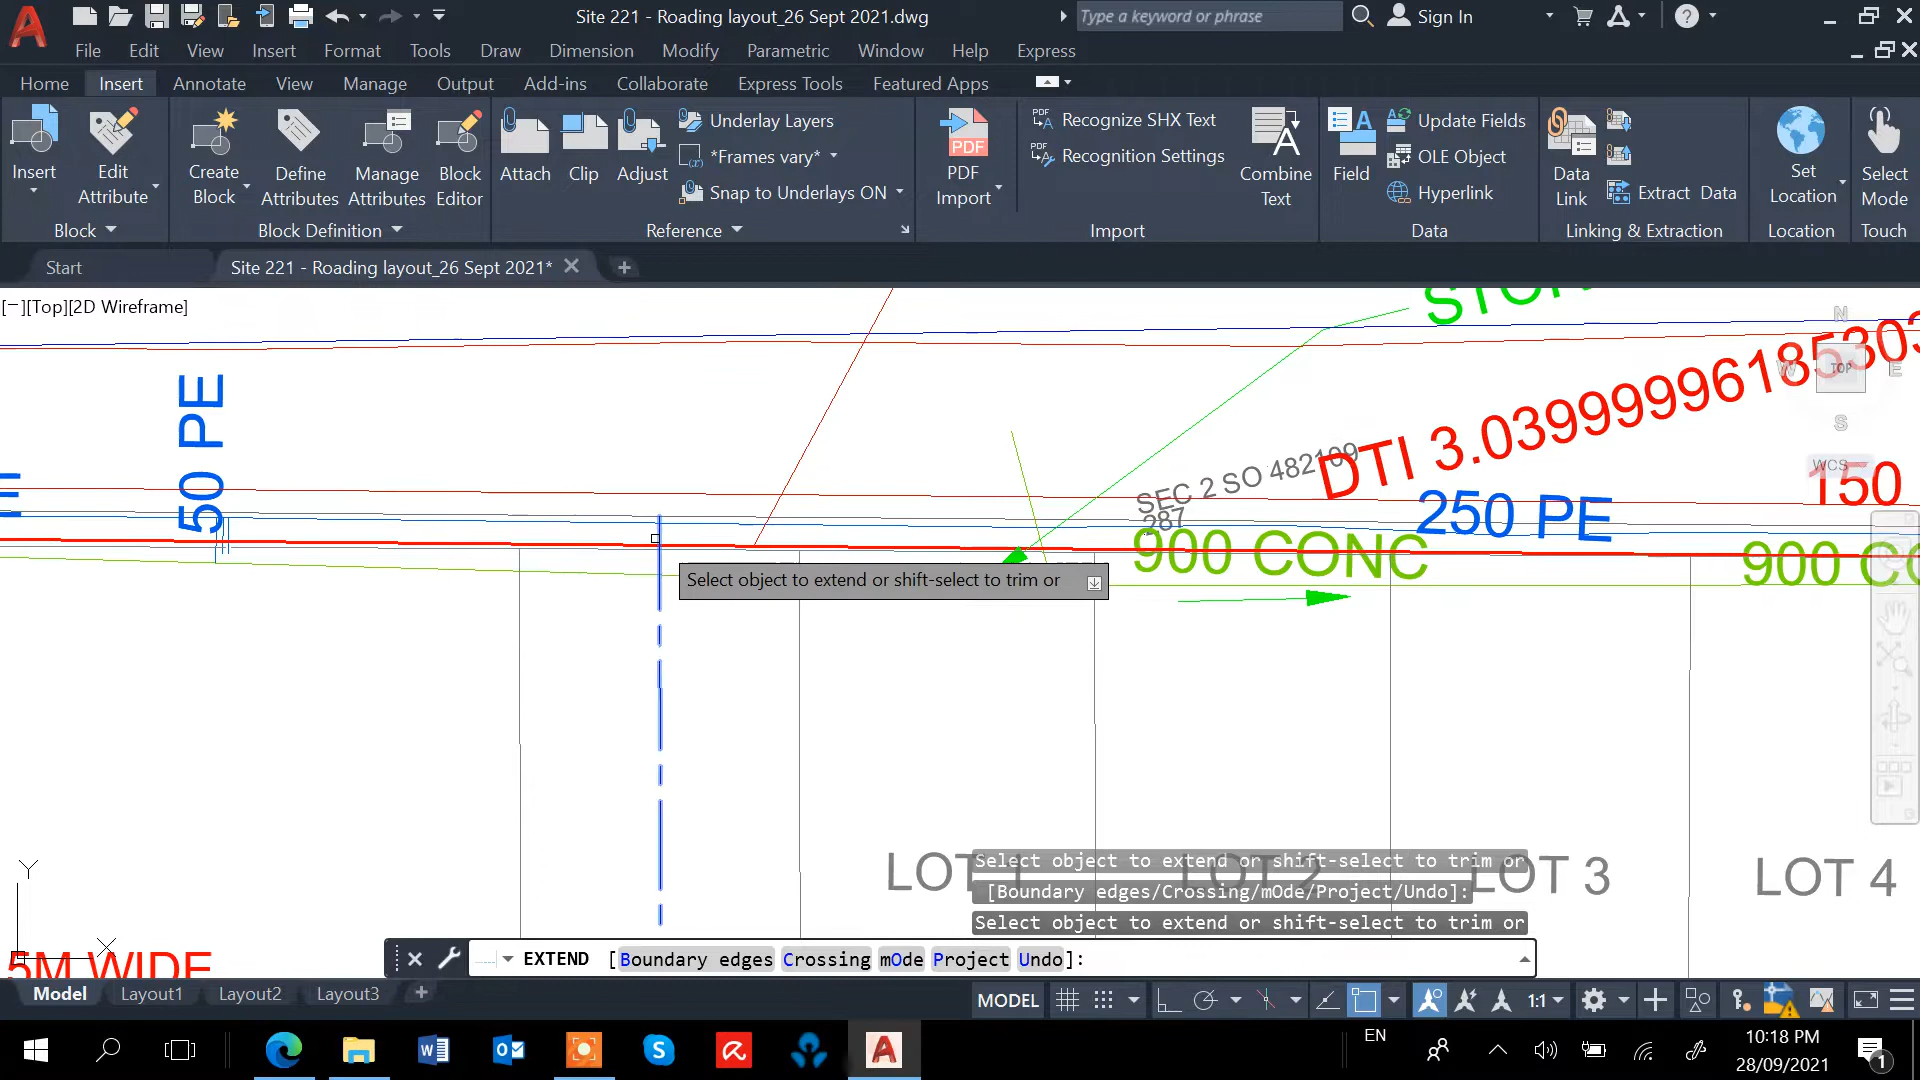 Site 221 - Roading layout_26 Sept 2021.dwg
Type a keyword or phrase
Sign In
File Edit View Insert Format Tools Draw Dimension Modify Parametric Window Help Express
Home Insert Annotate View Manage Output Add-ins Collaborate Express Tools Featured Apps
Insert
Edit Attribute
Create Block
Define Attributes
Manage Attributes
Block Editor
Attach
Clip
Adjust
Underlay Layers
*Frames vary*
Snap to Underlays ON
PDF
PDF Import
Recognize SHX Text
Recognition Settings
Combine Text
Field
Update Fields
OLE Object
Hyperlink
Data Link
Extract Data
Set Location
Select Mode
Block
Block Definition
Reference
Import
Data
Linking & Extraction
Location
Touch
Start
Site 221 - Roading layout_26 Sept 2021*
[−][Top][2D Wireframe]
N
W
TOP
E
S
WCS
50 PE
SEC 2 SO 482109
287
DTI 3.0399999618530
150
250 PE
900 CONC
900 CO
Select object to extend or shift-select to trim or
LOT 1
LOT 2
LOT 3
LOT 4
Select object to extend or shift-select to trim or
[Boundary edges/Crossing/mOde/Project/Undo]:
Select object to extend or shift-select to trim or
EXTEND [Boundary edges Crossing mOde Project Undo]:
Y
X
5M WIDE
Model Layout1 Layout2 Layout3
MODEL
1:1
EN
10:18 PM
28/09/2021
1